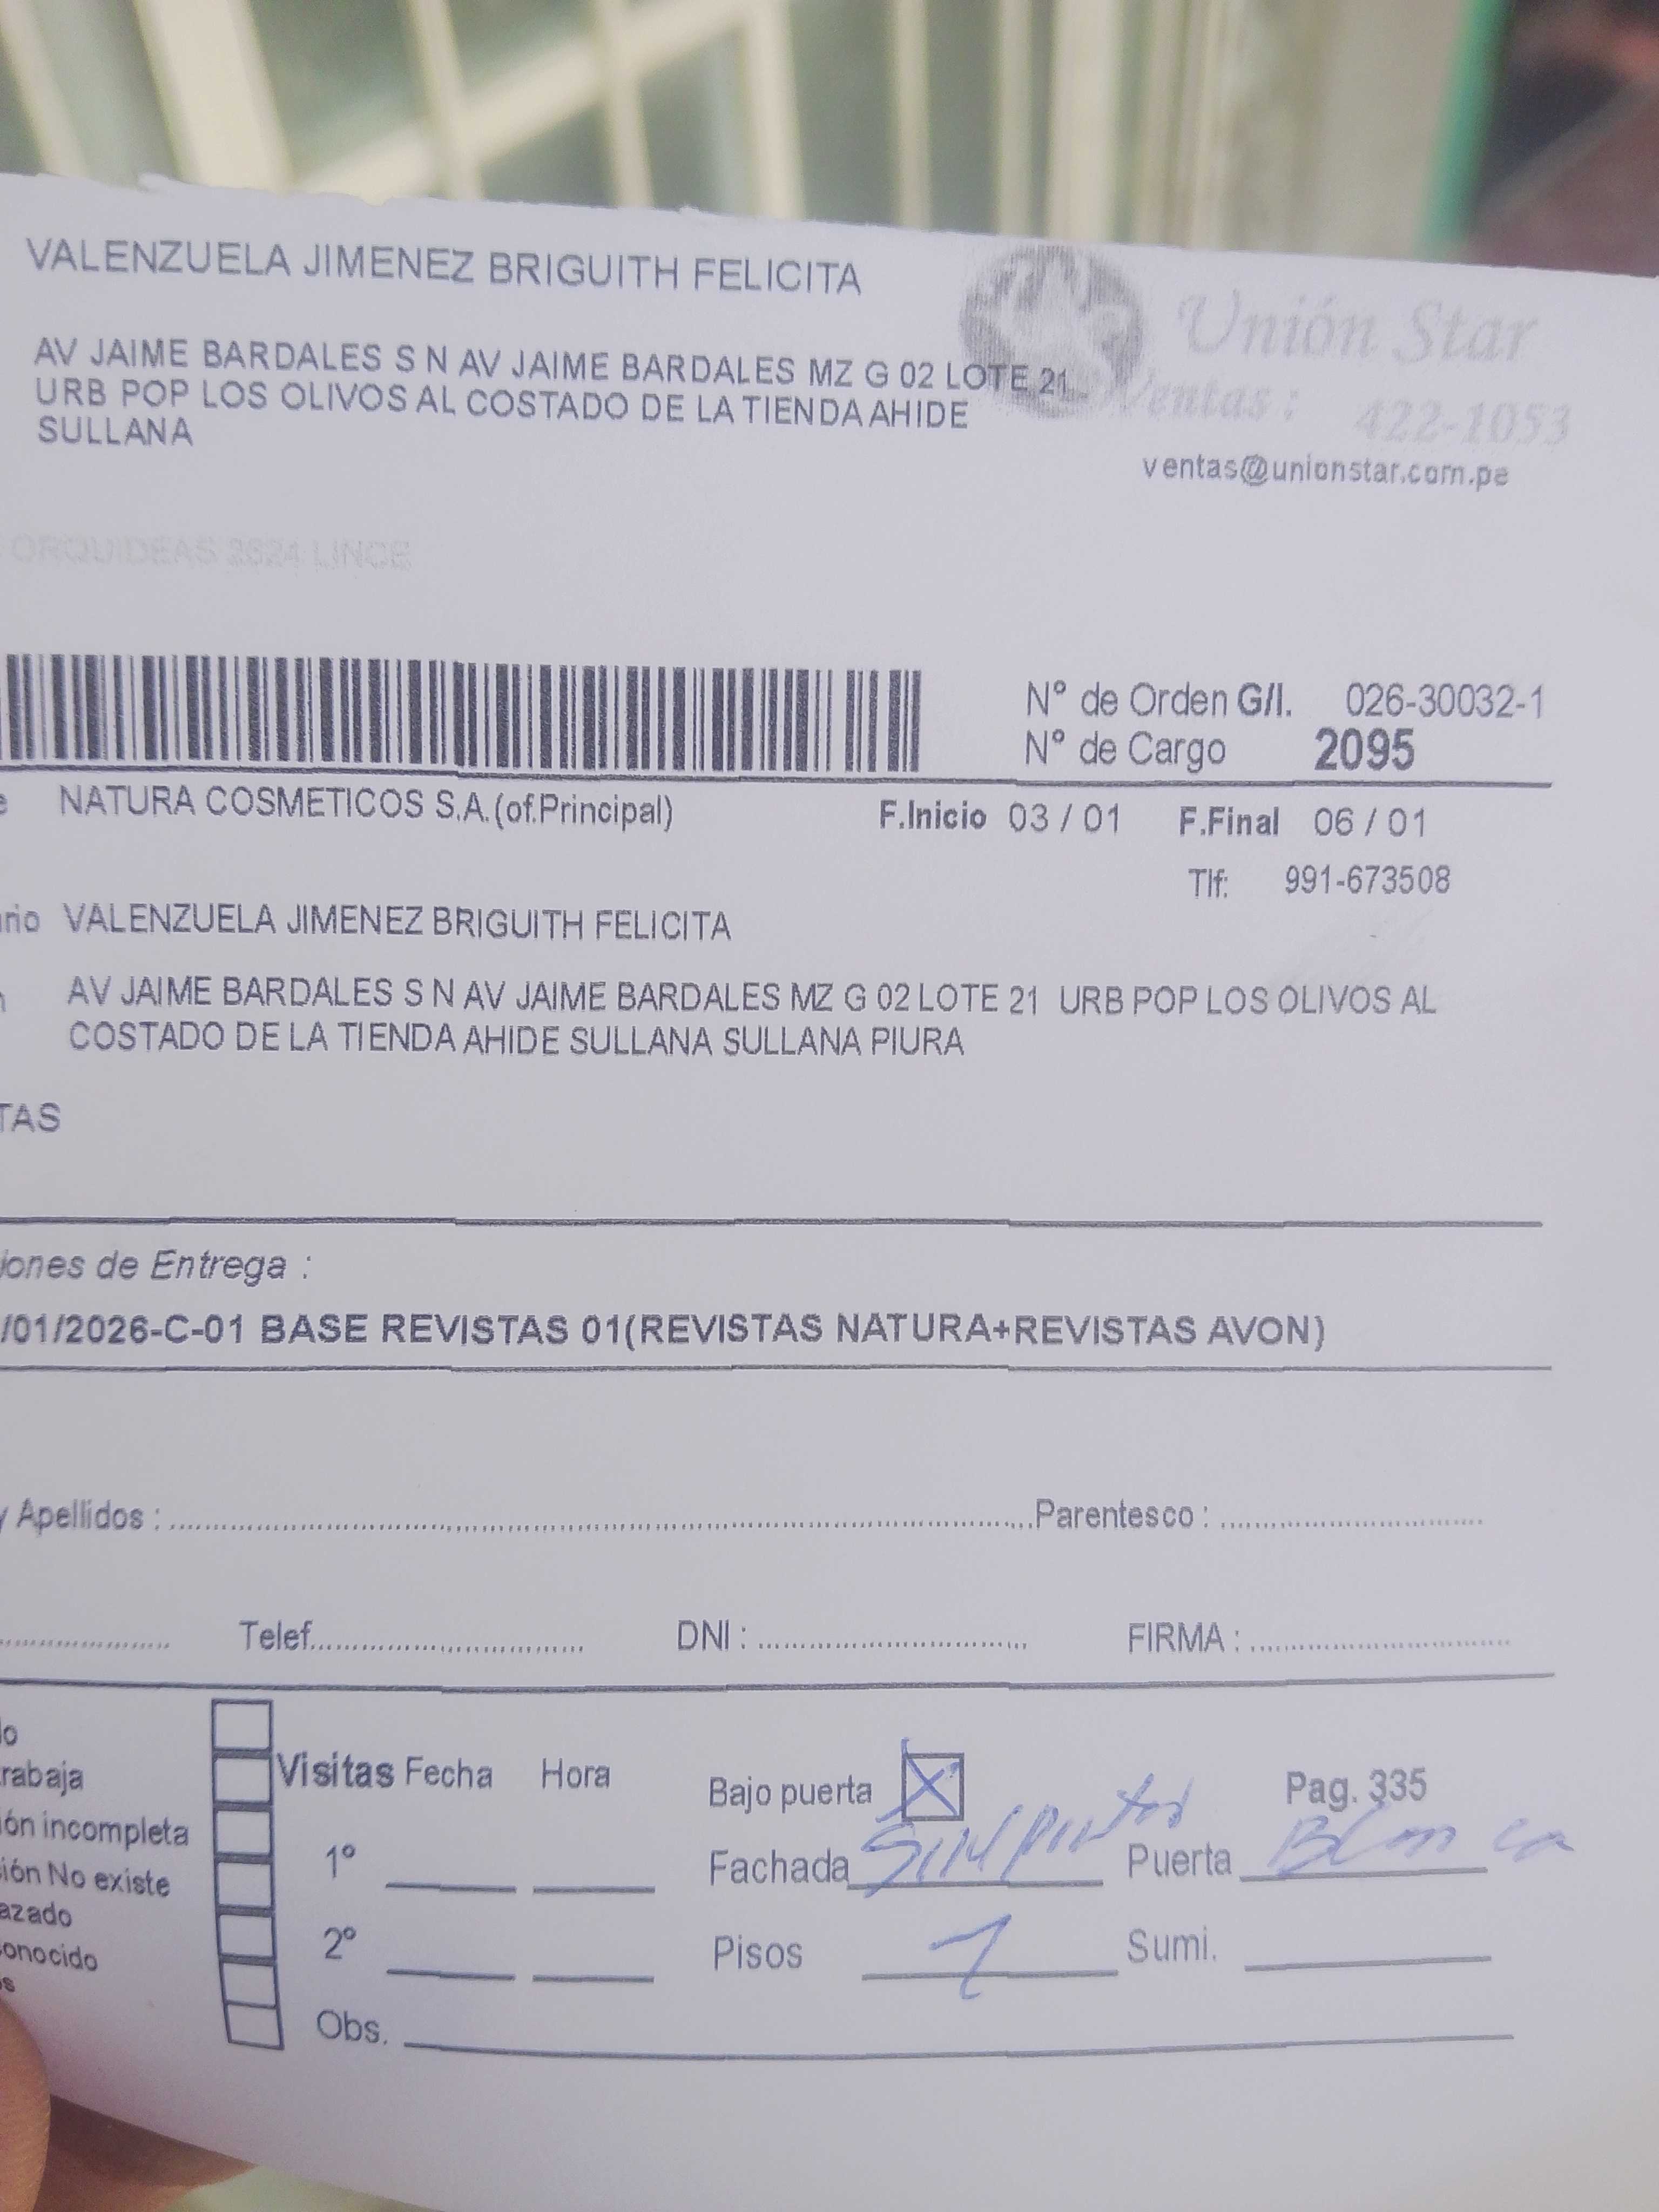 VALENZUELA JIMENEZ BRIGUITH FELICITA
Unión Star
AV JAIME BARDALES S N AV JAIME BARDALES MZ G 02 LOTE 21
URB POP LOS OLIVOS AL COSTADO DE LA TIENDA AHIDE
SULLANA
Ventas : 422-1053
ventas@unionstar.com.pe
ORQUIDEAS 2624 LINCE
N° de Orden G/I. 026-30032-1
N° de Cargo 2095
NATURA COSMETICOS S.A.(of.Principal) F.Inicio 03 / 01 F.Final 06 / 01
Tlf: 991-673508
rio VALENZUELA JIMENEZ BRIGUITH FELICITA
AV JAIME BARDALES S N AV JAIME BARDALES MZ G 02 LOTE 21 URB POP LOS OLIVOS AL
COSTADO DE LA TIENDA AHIDE SULLANA SULLANA PIURA
TAS
iones de Entrega :
/01/2026-C-01 BASE REVISTAS 01(REVISTAS NATURA+REVISTAS AVON)
y Apellidos : Parentesco :
Telef. DNI : FIRMA :
do
rabaja
Visitas Fecha Hora
Bajo puerta X Pag. 335
ón incompleta
1° Fachada Sin pintar Puerta Blanca
ión No existe
azado
2° Pisos 1 Sumi.
onocido
s
Obs.